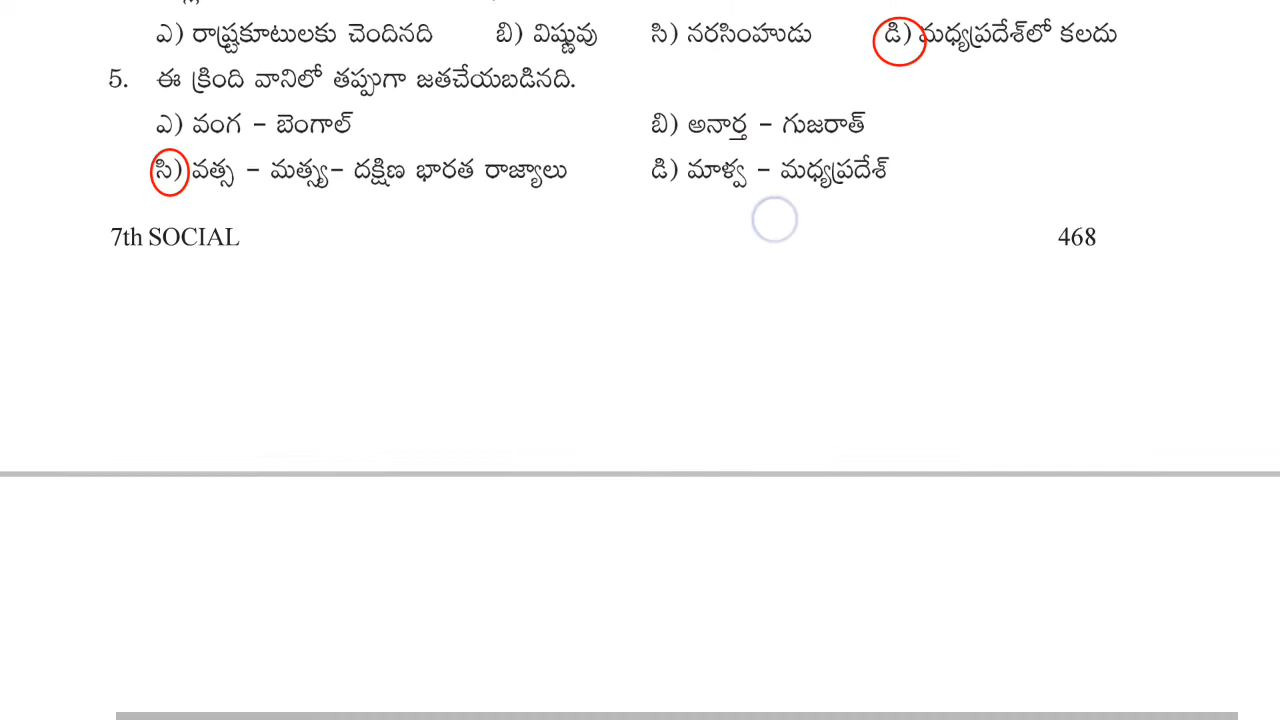 ఎ) రాష్ట్రకూటులకు చెందినది బి) విష్ణువు సి) నరసింహుడు డి) మధ్యప్రదేశ్‌లో కలదు
5. ఈ క్రింది వానిలో తప్పుగా జతచేయబడినది.
ఎ) వంగ – బెంగాల్ బి) అనార్త – గుజరాత్
సి) వత్స – మత్స్య– దక్షిణ భారత రాజ్యాలు డి) మాళ్వ – మధ్యప్రదేశ్
7th SOCIAL 468